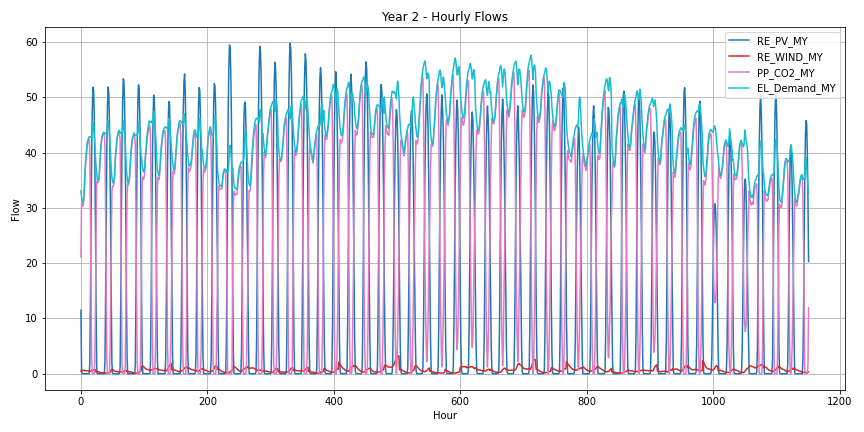 Year 2 - Hourly Flows
RE_PV_MY
RE_WIND_MY
PP_CO2_MY
EL_Demand_MY
Flow
60
50
40
30
20
10
0
0 200 400 600 800 1000 1200
Hour